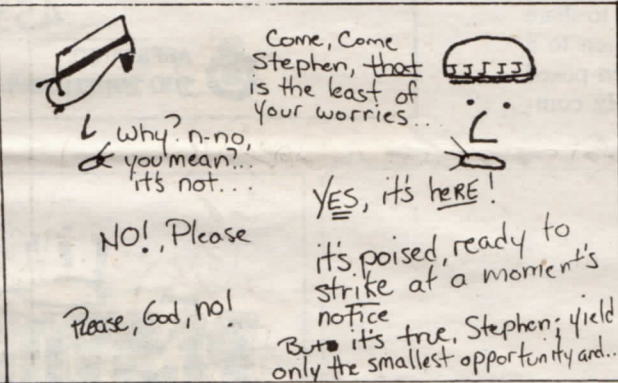 Come, Come
Stephen, that
is the least of
your worries...
Why? n-no,
you mean?...
it's not...
YES, it's hERE!
NO!, Please
it's poised, ready to
strike at a moment's
notice
Please, God, no!
But it's true, Stephen; yield
only the smallest opportunity and...